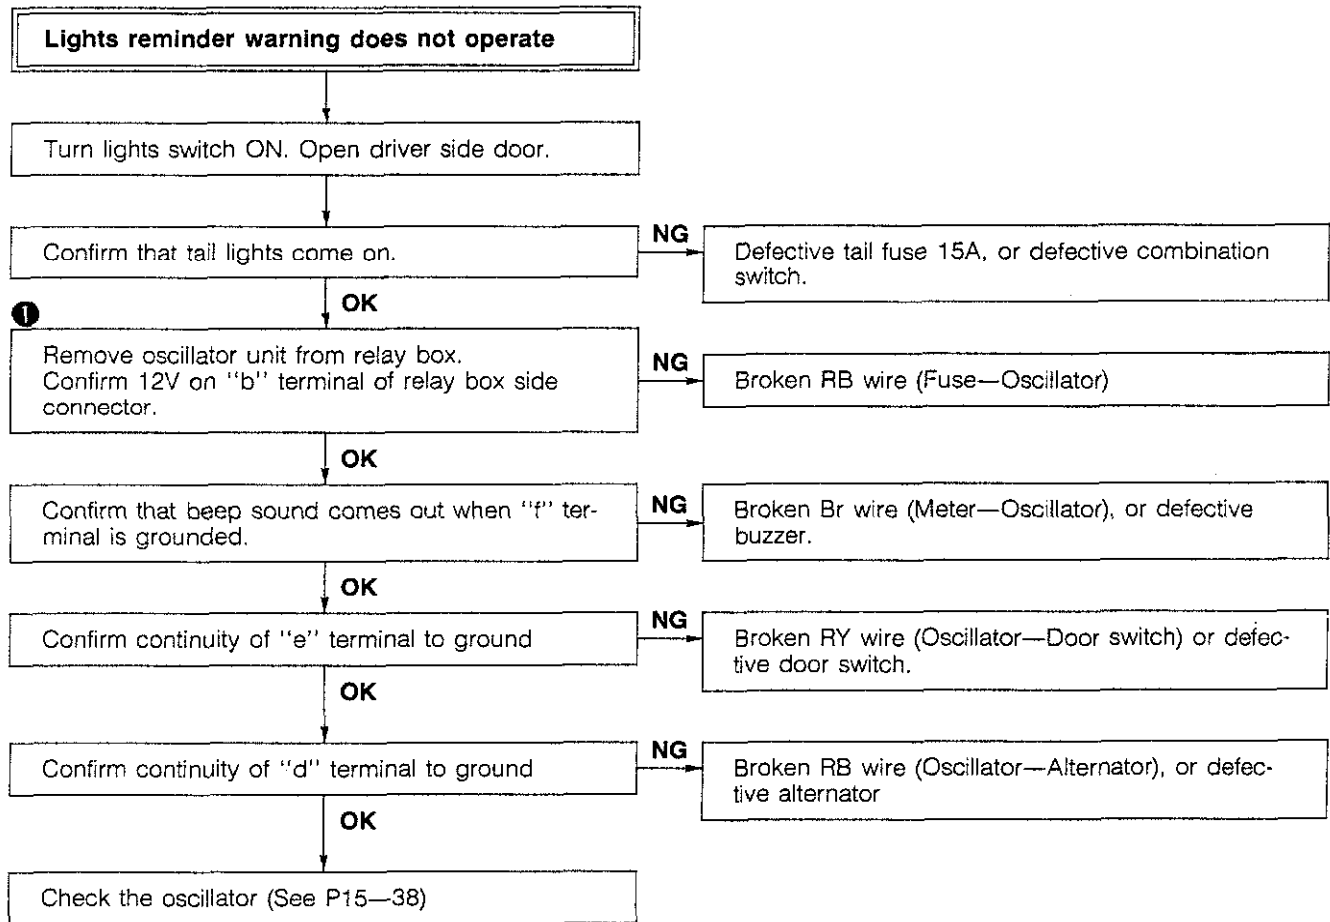 Lights reminder warning does not operate
Turn lights switch ON. Open driver side door.
Confirm that tail lights come on.
NG
Defective tail fuse 15A, or defective combination
switch.
OK
❶
Remove oscillator unit from relay box.
Confirm 12V on "b" terminal of relay box side
connector.
NG
Broken RB wire (Fuse—Oscillator)
OK
Confirm that beep sound comes out when "f" ter-
minal is grounded.
NG
Broken Br wire (Meter—Oscillator), or defective
buzzer.
OK
Confirm continuity of "e" terminal to ground
NG
Broken RY wire (Oscillator—Door switch) or defec-
tive door switch.
OK
Confirm continuity of "d" terminal to ground
NG
Broken RB wire (Oscillator—Alternator), or defec-
tive alternator
OK
Check the oscillator (See P15—38)